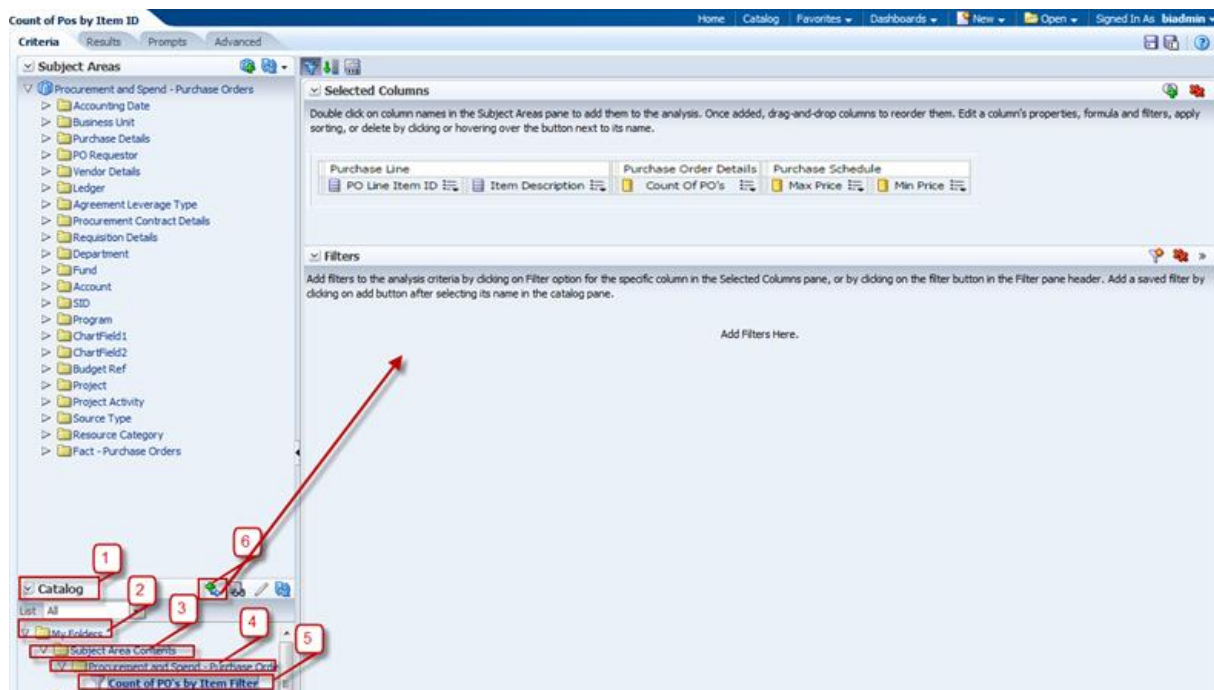 Count of Pos by Item ID
Home Catalog Favorites Dashboards New Open Signed In As biadmin
Criteria Results Prompts Advanced
Subject Areas
Procurement and Spend - Purchase Orders
Accounting Date
Business Unit
Purchase Details
PO Requestor
Vendor Details
Ledger
Agreement Leverage Type
Procurement Contract Details
Requisition Details
Department
Fund
Account
SID
Program
ChartField1
ChartField2
Budget Ref
Project
Project Activity
Source Type
Resource Category
Fact - Purchase Orders
Selected Columns
Double click on column names in the Subject Areas pane to add them to the analysis. Once added, drag-and-drop columns to reorder them. Edit a column's properties, formula and filters, apply
sorting, or delete by clicking or hovering over the button next to its name.
Purchase Line Purchase Order Details Purchase Schedule
PO Line Item ID Item Description Count Of PO's Max Price Min Price
Filters
Add filters to the analysis criteria by clicking on Filter option for the specific column in the Selected Columns pane, or by clicking on the filter button in the Filter pane header. Add a saved filter by
clicking on add button after selecting its name in the catalog pane.
Add Filters Here.
6
1
Catalog
2
List All
3
My Folders
4
Subject Area Contents
5
Procurement and Spend - Purchase Orde
Count of PO's by Item Filter